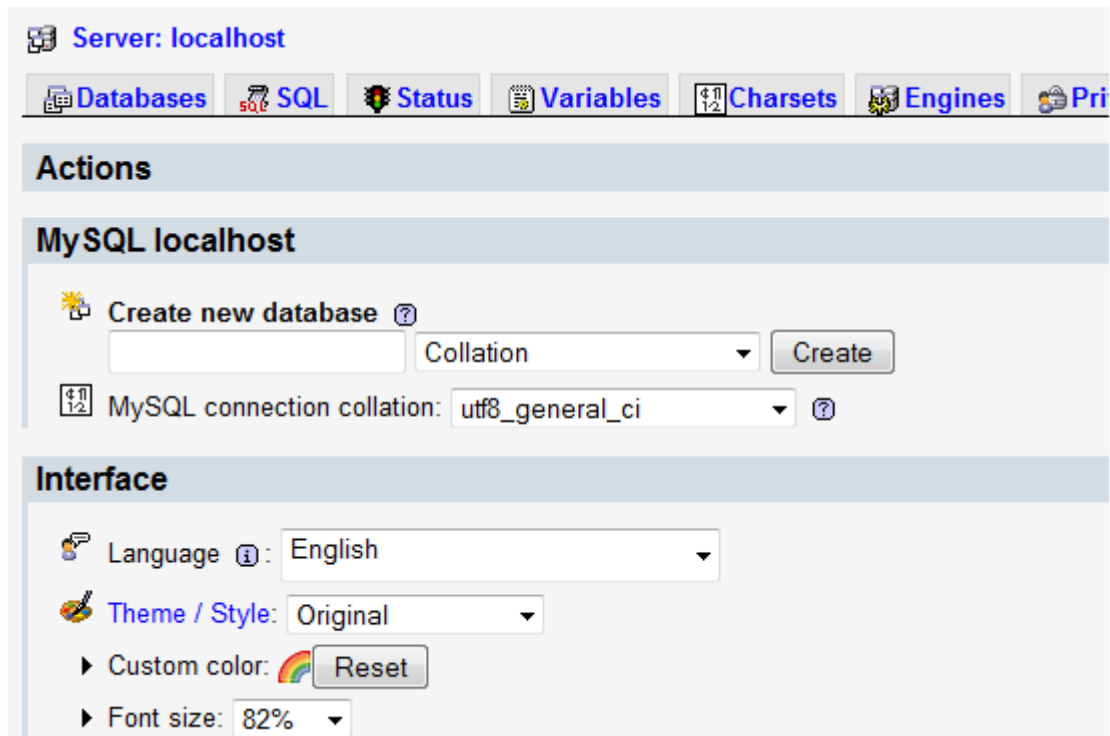 Server: localhost
Databases SQL Status Variables Charsets Engines Pri
Actions
MySQL localhost
Create new database
Collation Create
MySQL connection collation: utf8_general_ci
Interface
Language : English
Theme / Style: Original
Custom color: Reset
Font size: 82%